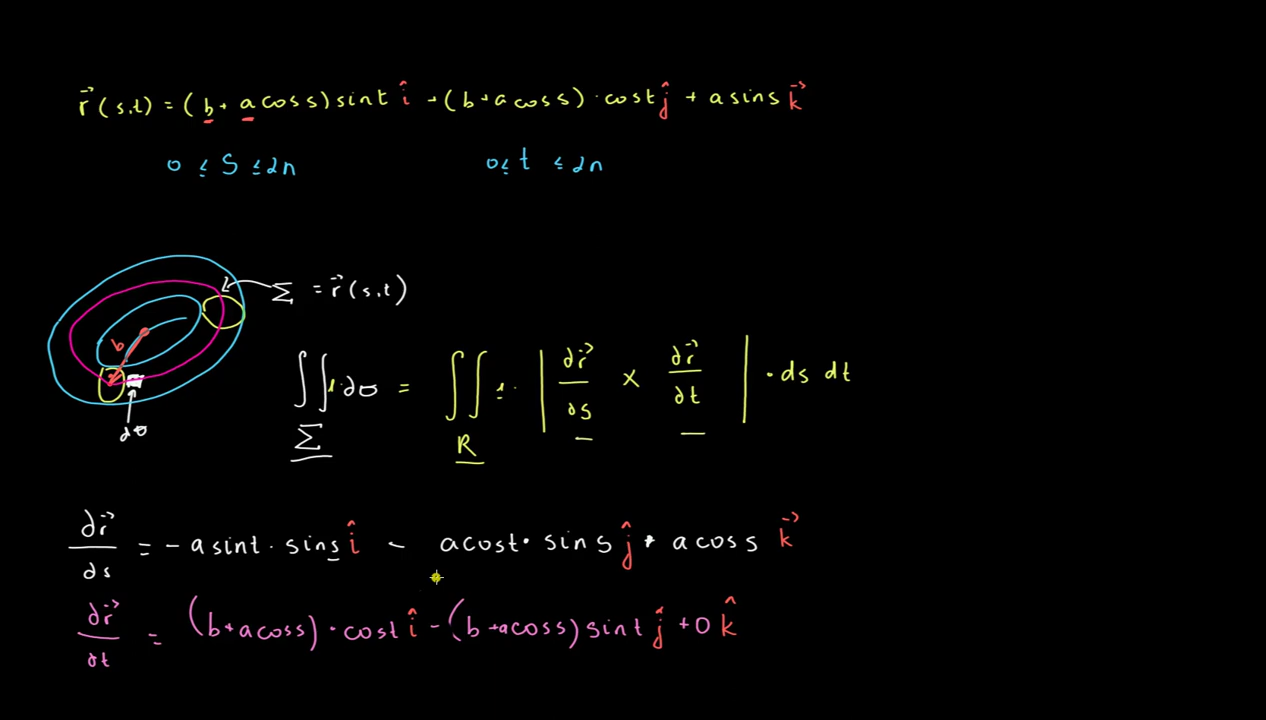 r⃗(s,t) = (b + a cos s) sin t î + (b + a cos s) · cos t ĵ + a sin s k⃗
0 ≤ S ≤ 2π      0 ≤ t ≤ 2π
Σ = r⃗(s,t)
b
∬ 1·dσ = ∬ 1· | ∂r⃗/∂s × ∂r⃗/∂t | · ds dt
dσ
Σ      R
∂r⃗/∂s = - a sin t · sin s î - a cos t · sin s ĵ + a cos s k⃗
∂r⃗/∂t = (b + a cos s) · cos t î - (b + a cos s) sin t ĵ + 0 k̂